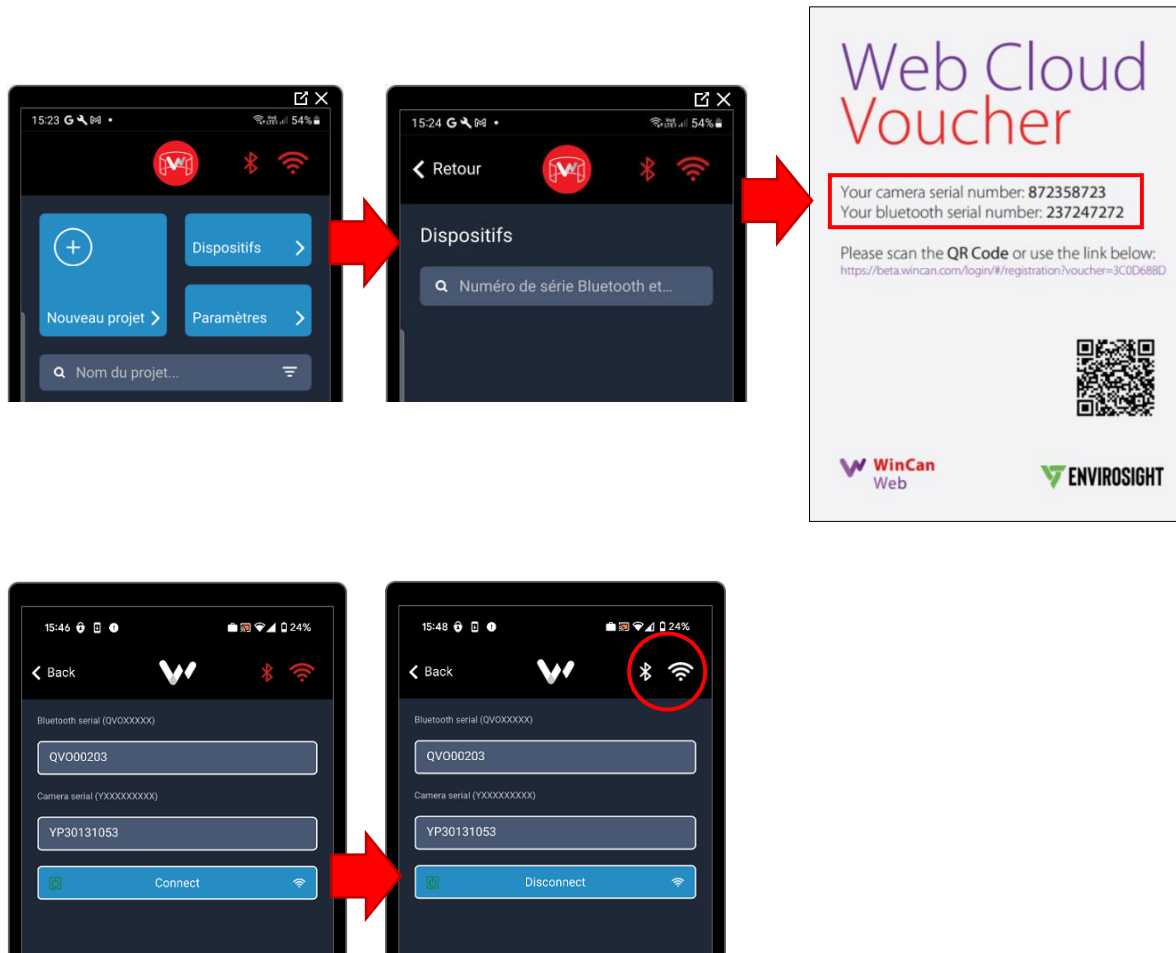 15:23 G
54%
Dispositifs
Nouveau projet
Paramètres
Nom du projet...
15:24 G
54%
Retour
Dispositifs
Numéro de série Bluetooth et...
Web Cloud
Voucher
Your camera serial number: 872358723
Your bluetooth serial number: 237247272
Please scan the QR Code or use the link below:
https://beta.wincan.com/login/#/registration?voucher=3C0D68BD
WinCan
Web
ENVIROSIGHT
15:46
24%
Back
Bluetooth serial (QVOXXXXX)
QVO00203
Camera serial (YXXXXXXXXX)
YP30131053
Connect
15:48
24%
Back
Bluetooth serial (QVOXXXXX)
QVO00203
Camera serial (YXXXXXXXXX)
YP30131053
Disconnect